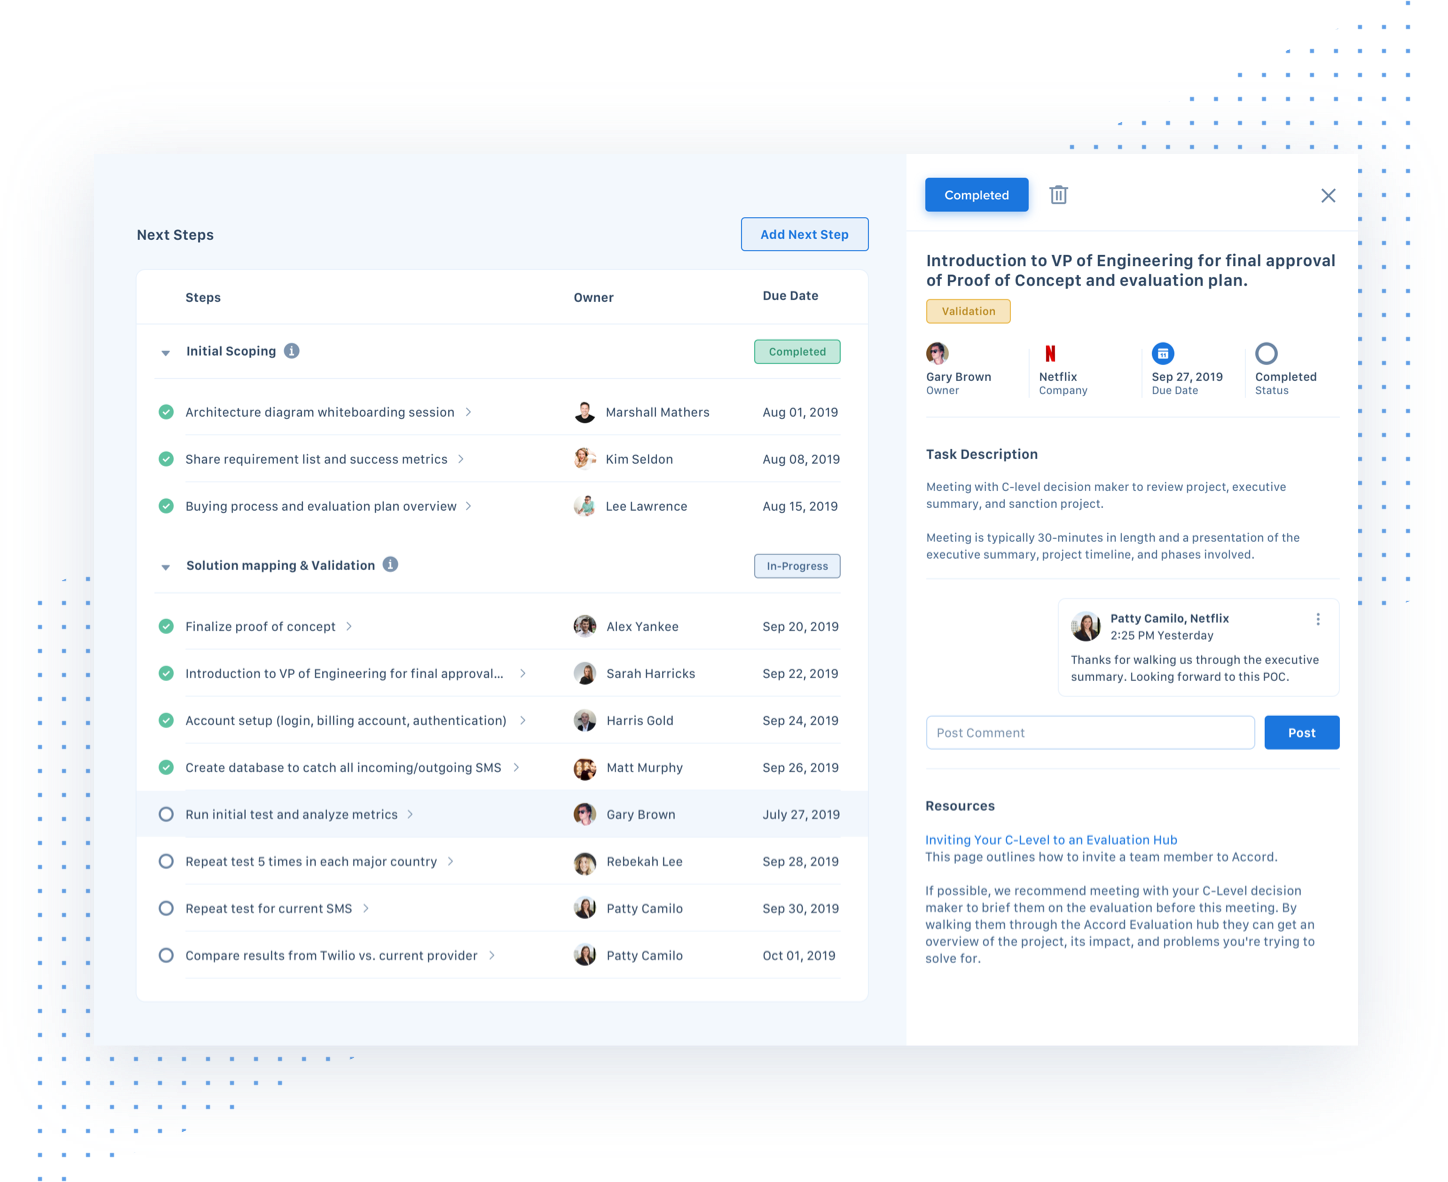 Next Steps
Add Next Step
Steps Owner Due Date
Initial Scoping Completed
Architecture diagram whiteboarding session Marshall Mathers Aug 01, 2019
Share requirement list and success metrics Kim Seldon Aug 08, 2019
Buying process and evaluation plan overview Lee Lawrence Aug 15, 2019
Solution mapping & Validation In-Progress
Finalize proof of concept Alex Yankee Sep 20, 2019
Introduction to VP of Engineering for final approval... Sarah Harricks Sep 22, 2019
Account setup (login, billing account, authentication) Harris Gold Sep 24, 2019
Create database to catch all incoming/outgoing SMS Matt Murphy Sep 26, 2019
Run initial test and analyze metrics Gary Brown July 27, 2019
Repeat test 5 times in each major country Rebekah Lee Sep 28, 2019
Repeat test for current SMS Patty Camilo Sep 30, 2019
Compare results from Twilio vs. current provider Patty Camilo Oct 01, 2019
Completed
Introduction to VP of Engineering for final approval
of Proof of Concept and evaluation plan.
Validation
Gary Brown Netflix Sep 27, 2019 Completed
Owner Company Due Date Status
Task Description
Meeting with C-level decision maker to review project, executive
summary, and sanction project.
Meeting is typically 30-minutes in length and a presentation of the
executive summary, project timeline, and phases involved.
Patty Camilo, Netflix
2:25 PM Yesterday
Thanks for walking us through the executive
summary. Looking forward to this POC.
Post Comment Post
Resources
Inviting Your C-Level to an Evaluation Hub
This page outlines how to invite a team member to Accord.
If possible, we recommend meeting with your C-Level decision
maker to brief them on the evaluation before this meeting. By
walking them through the Accord Evaluation hub they can get an
overview of the project, its impact, and problems you're trying to
solve for.